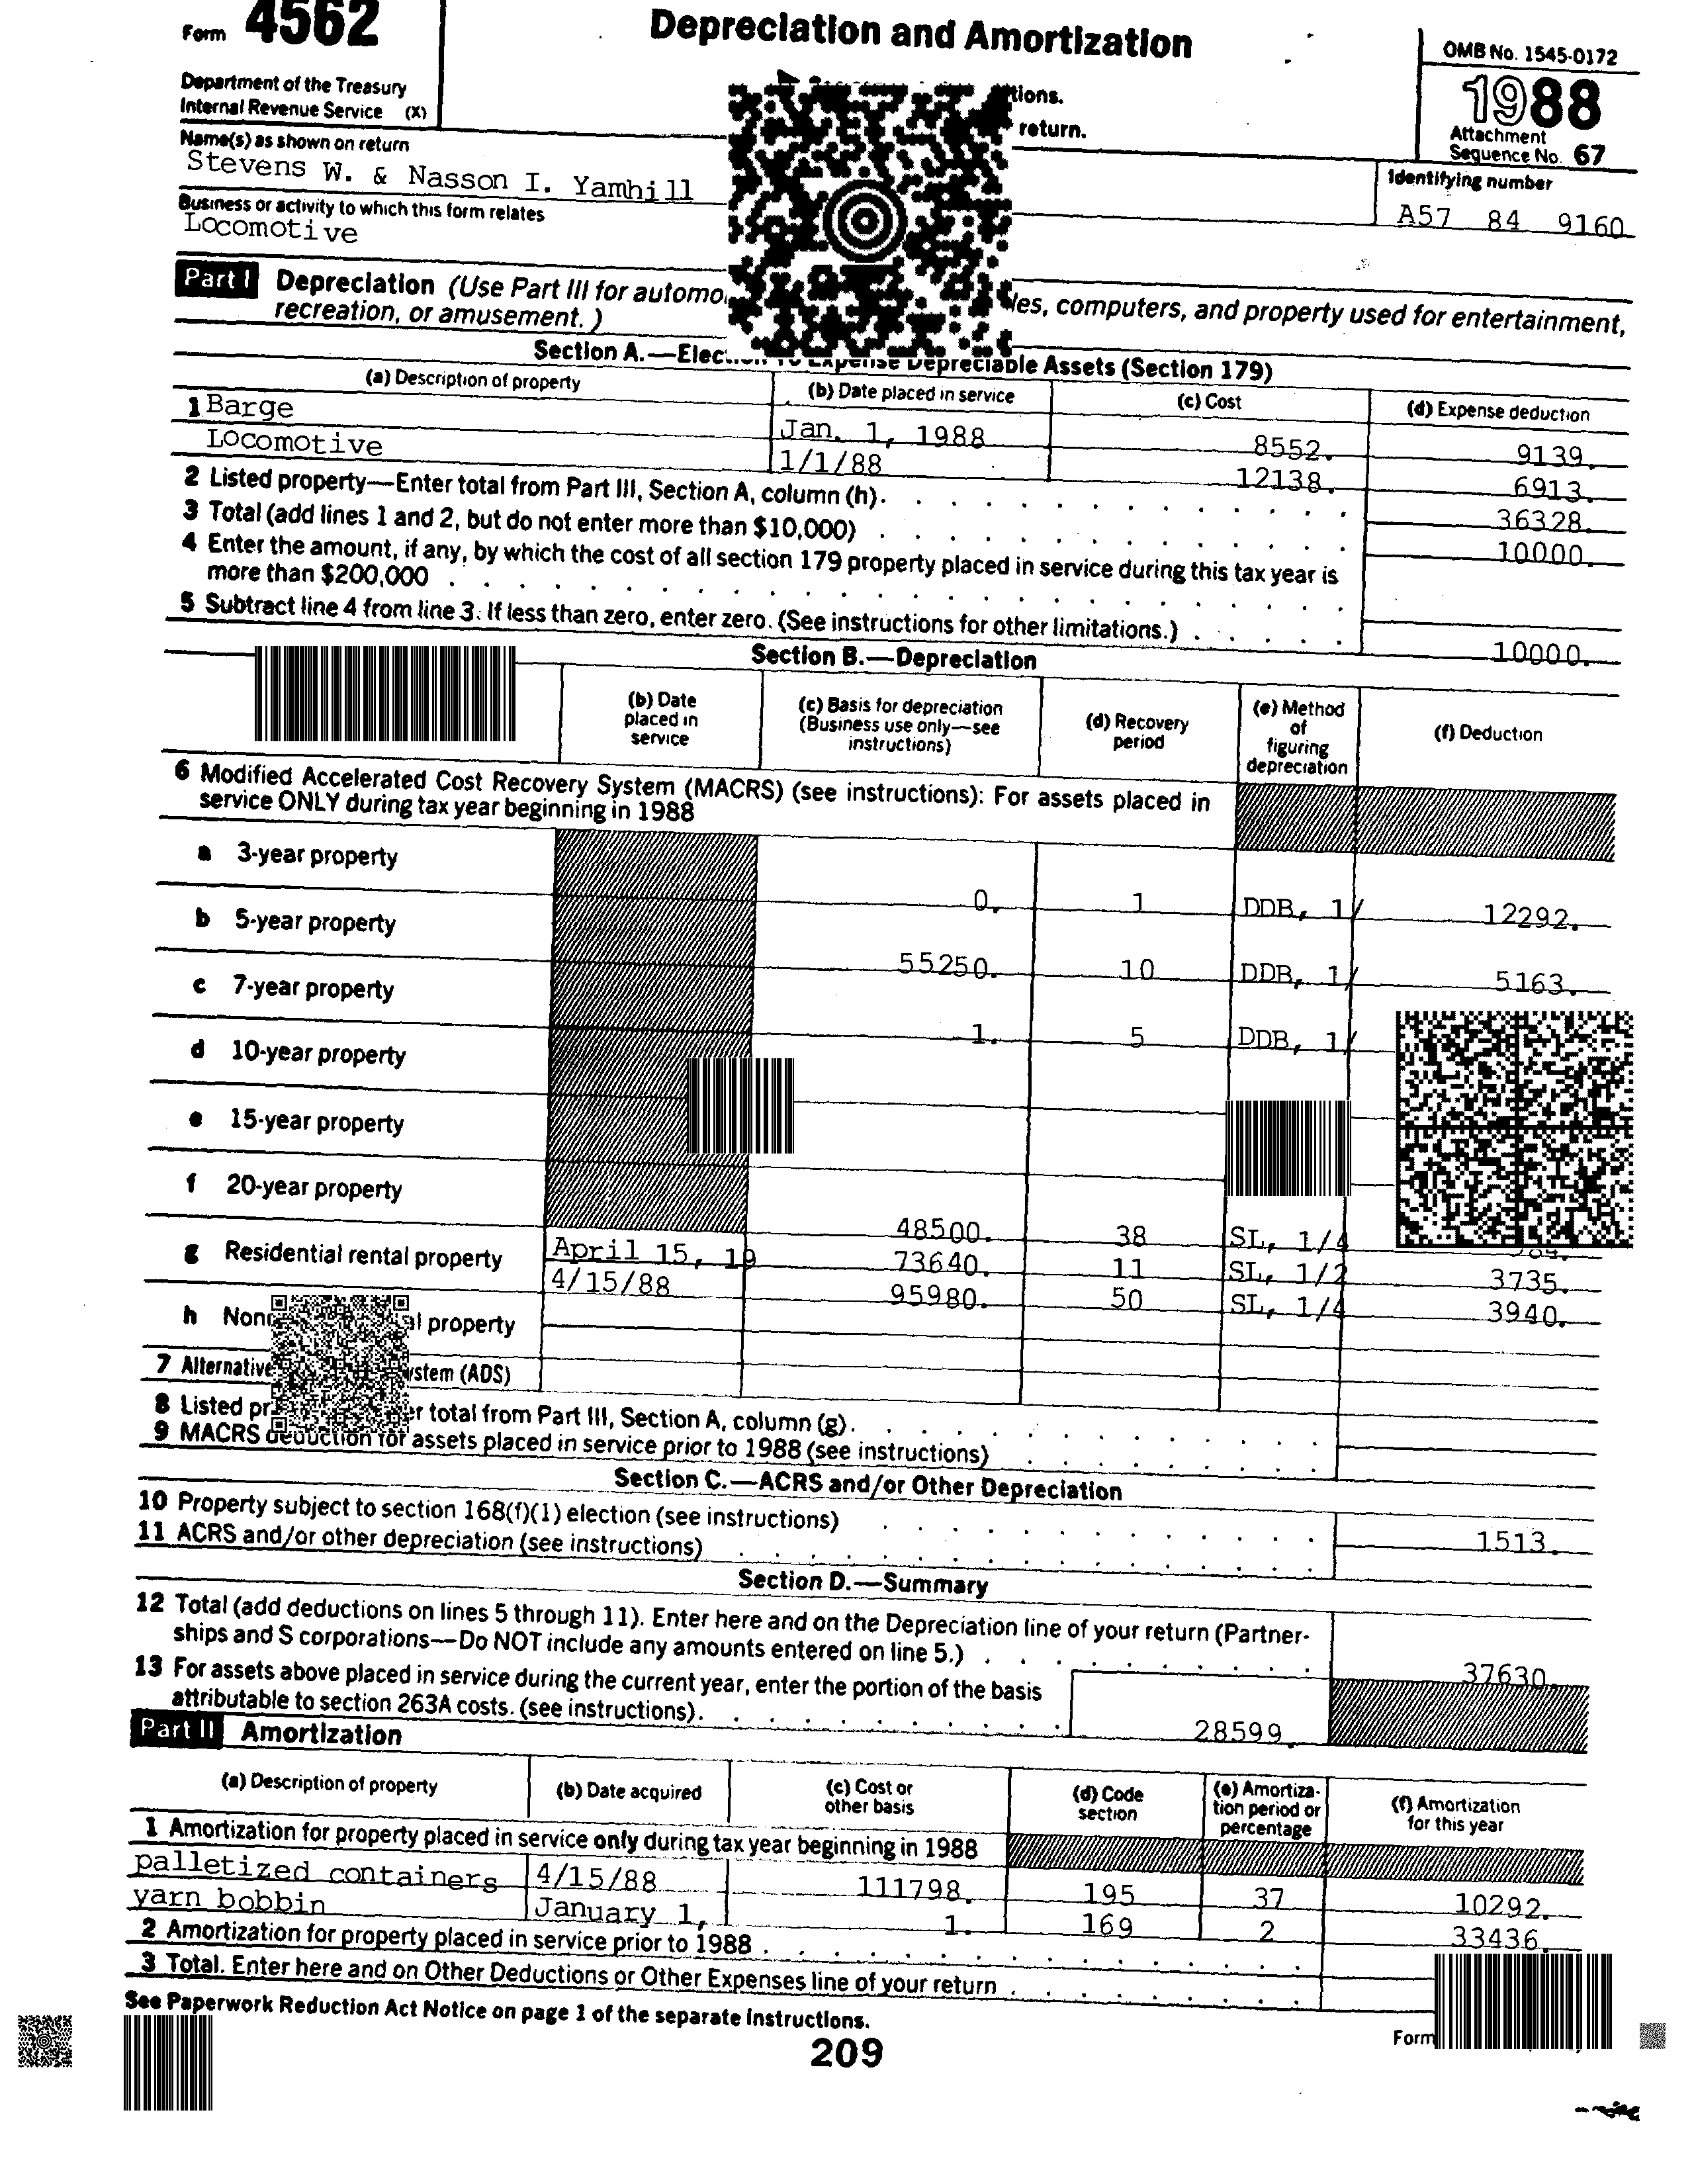 Form 4562
Depreciation and Amortization
OMB No. 1545-0172
1988
Department of the Treasury
Internal Revenue Service (X)
tions.
return.
Attachment
Sequence No. 67
Name(s) as shown on return
Stevens W. & Nasson I. Yamhill
Identifying number
A57 84 9160
Business or activity to which this form relates
Locomotive
Part I Depreciation (Use Part III for automo les, computers, and property used for entertainment,
recreation, or amusement.)
Section A.—Election To Expense Depreciable Assets (Section 179)
(a) Description of property (b) Date placed in service (c) Cost (d) Expense deduction
1 Barge Jan. 1, 1988 8552. 9139.
Locomotive 1/1/88 12138. 6913.
2 Listed property—Enter total from Part III, Section A, column (h). 36328.
3 Total (add lines 1 and 2, but do not enter more than $10,000) 10000.
4 Enter the amount, if any, by which the cost of all section 179 property placed in service during this tax year is
more than $200,000
5 Subtract line 4 from line 3. If less than zero, enter zero. (See instructions for other limitations.) 10000.
Section B.—Depreciation
(b) Date placed in service (c) Basis for depreciation (Business use only—see instructions) (d) Recovery period (e) Method of figuring depreciation (f) Deduction
6 Modified Accelerated Cost Recovery System (MACRS) (see instructions): For assets placed in
service ONLY during tax year beginning in 1988
a 3-year property 0. 1 DDB, 1/ 12292.
b 5-year property 55250. 10 DDB, 1/ 5163.
c 7-year property 1. 5 DDB, 1/
d 10-year property
e 15-year property
f 20-year property 48500. 38 SL, 1/4
g Residential rental property April 15, 19 73640. 11 SL, 1/2 3735.
4/15/88 95980. 50 SL, 1/4 3940.
h property
7 Alternative (ADS)
8 Listed total from Part III, Section A, column (g).
9 MACRS deduction for assets placed in service prior to 1988 (see instructions)
Section C.—ACRS and/or Other Depreciation
10 Property subject to section 168(f)(1) election (see instructions) 1513.
11 ACRS and/or other depreciation (see instructions)
Section D.—Summary
12 Total (add deductions on lines 5 through 11). Enter here and on the Depreciation line of your return (Partner-
ships and S corporations—Do NOT include any amounts entered on line 5.) 37630.
13 For assets above placed in service during the current year, enter the portion of the basis
attributable to section 263A costs. (see instructions). 28599.
Part II Amortization
(a) Description of property (b) Date acquired (c) Cost or other basis (d) Code section (e) Amortiza-tion period or percentage (f) Amortization for this year
1 Amortization for property placed in service only during tax year beginning in 1988
palletized containers 4/15/88 111798. 195 37 10292.
yarn bobbin January 1, 1. 169 2 33436.
2 Amortization for property placed in service prior to 1988
3 Total. Enter here and on Other Deductions or Other Expenses line of your return
See Paperwork Reduction Act Notice on page 1 of the separate instructions.
Form
209